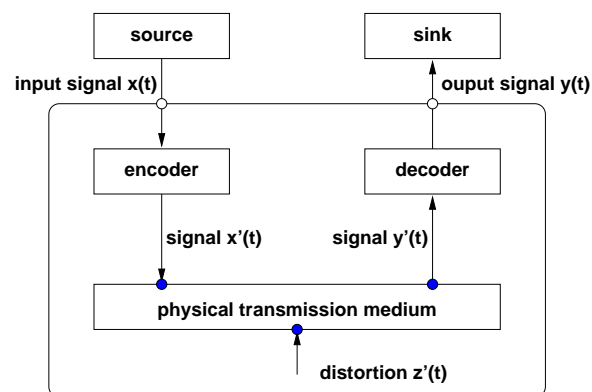 source
sink
input signal x(t)
ouput signal y(t)
encoder
decoder
signal x'(t)
signal y'(t)
physical transmission medium
distortion z'(t)